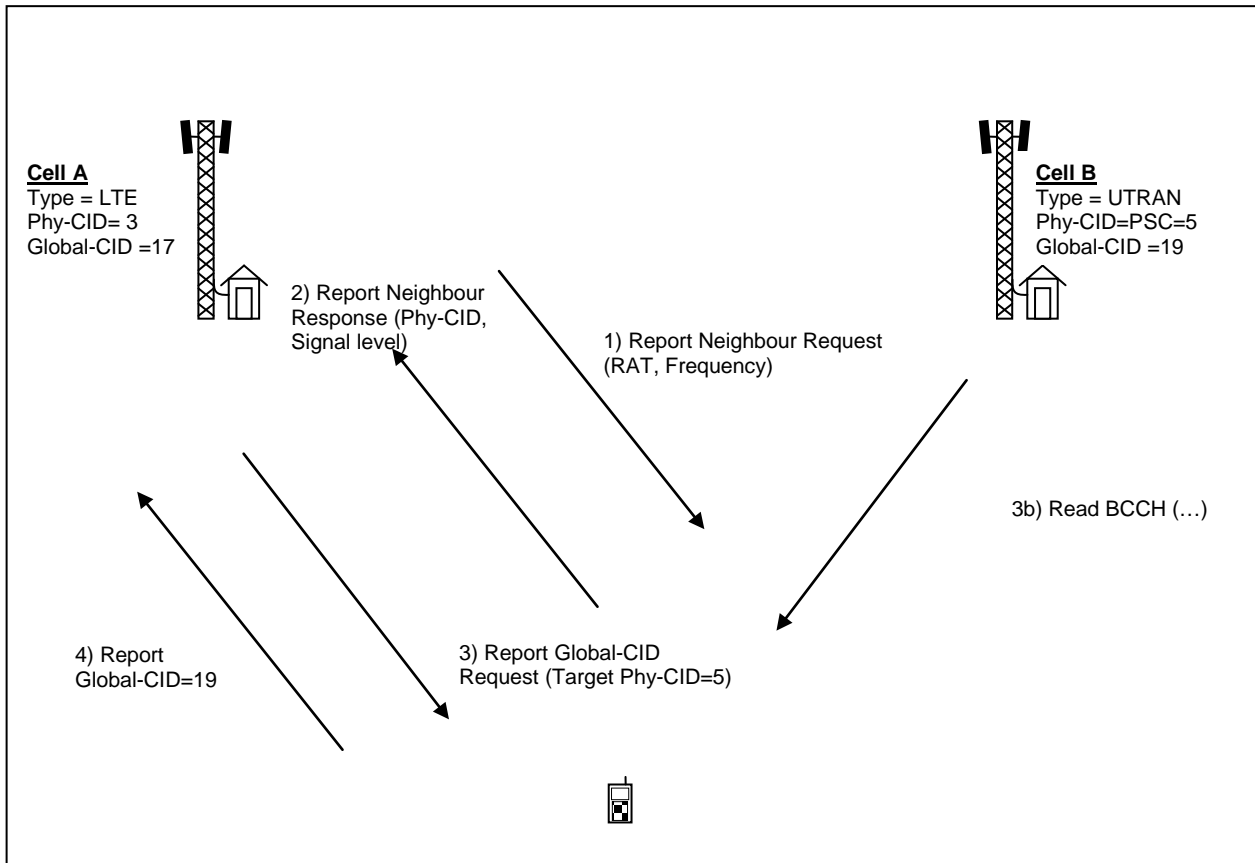 Cell A
Type = LTE
Phy-CID= 3
Global-CID =17
Cell B
Type = UTRAN
Phy-CID=PSC=5
Global-CID =19
2) Report Neighbour
Response (Phy-CID,
Signal level)
1) Report Neighbour Request
(RAT, Frequency)
3b) Read BCCH (…)
4) Report
Global-CID=19
3) Report Global-CID
Request (Target Phy-CID=5)